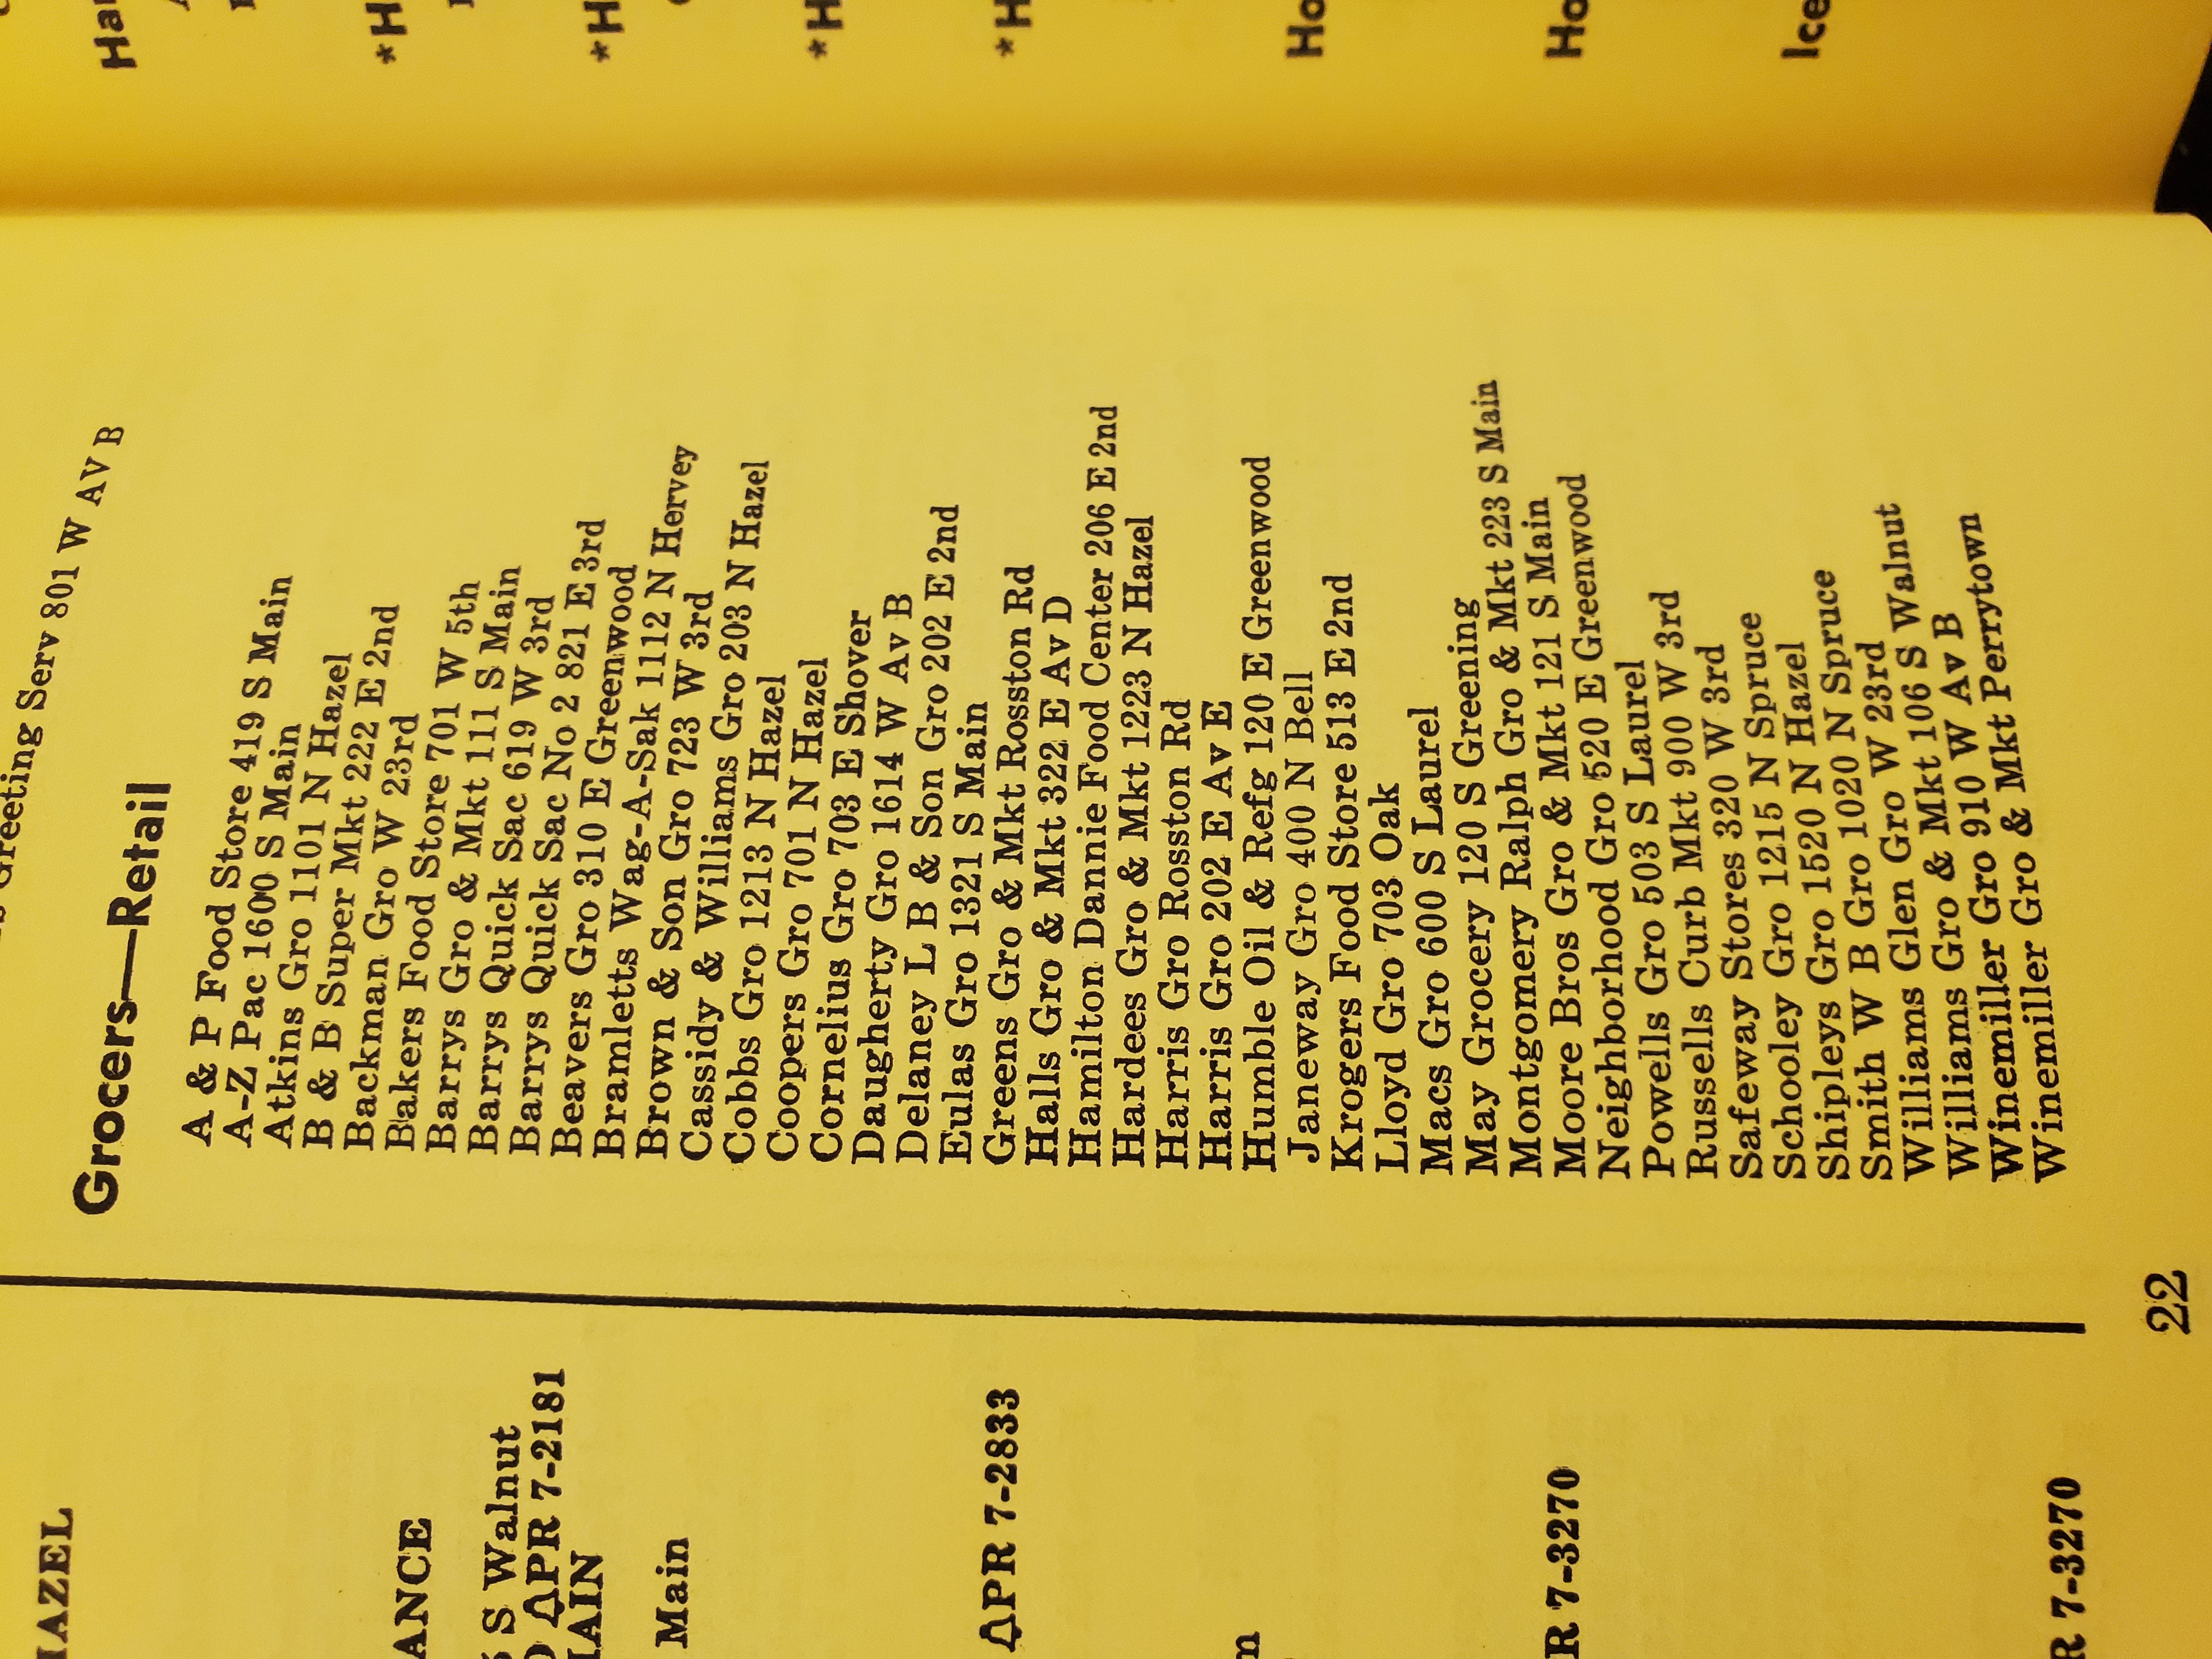 AZEL
ANCE
S Walnut
PR 7-2181
AIN
Main
PR 7-2833
R 7-3270
R 7-3270
Greeting Serv 801 W AV B
Grocers—Retail
A & P Food Store 419 S Main
A-Z Pac 1600 S Main
Atkins Gro 1101 N Hazel
B & B Super Mkt 222 E 2nd
Backman Gro W 23rd
Bakers Food Store 701 W 5th
Barrys Gro & Mkt 111 S Main
Barrys Quick Sac 619 W 3rd
Barrys Quick Sac No 2 821 E 3rd
Beavers Gro 310 E Greenwood
Bramletts Wag-A-Sak 1112 N Hervey
Brown & Son Gro 723 W 3rd
Cassidy & Williams Gro 203 N Hazel
Cobbs Gro 1213 N Hazel
Coopers Gro 701 N Hazel
Cornelius Gro 703 E Shover
Daugherty Gro 1614 W Av B
Delaney L B & Son Gro 202 E 2nd
Eulas Gro 1321 S Main
Greens Gro & Mkt Rosston Rd
Halls Gro & Mkt 322 E Av D
Hamilton Dannie Food Center 206 E 2nd
Hardees Gro & Mkt 1223 N Hazel
Harris Gro Rosston Rd
Harris Gro 202 E Av E
Humble Oil & Refg 120 E Greenwood
Janeway Gro 400 N Bell
Krogers Food Store 513 E 2nd
Lloyd Gro 703 Oak
Macs Gro 600 S Laurel
May Grocery 120 S Greening
Montgomery Ralph Gro & Mkt 223 S Main
Moore Bros Gro & Mkt 121 S Main
Neighborhood Gro 520 E Greenwood
Powells Gro 503 S Laurel
Russells Curb Mkt 900 W 3rd
Safeway Stores 320 W 3rd
Schooley Gro 1215 N Spruce
Shipleys Gro 1520 N Hazel
Smith W B Gro 1020 N Spruce
Williams Glen Gro W 23rd
Williams Gro & Mkt 106 S Walnut
Winemiller Gro 910 W Av B
Winemiller Gro & Mkt Perrytown
22
Ha
*H
*H
*H
*H
Ho
Ho
Ice